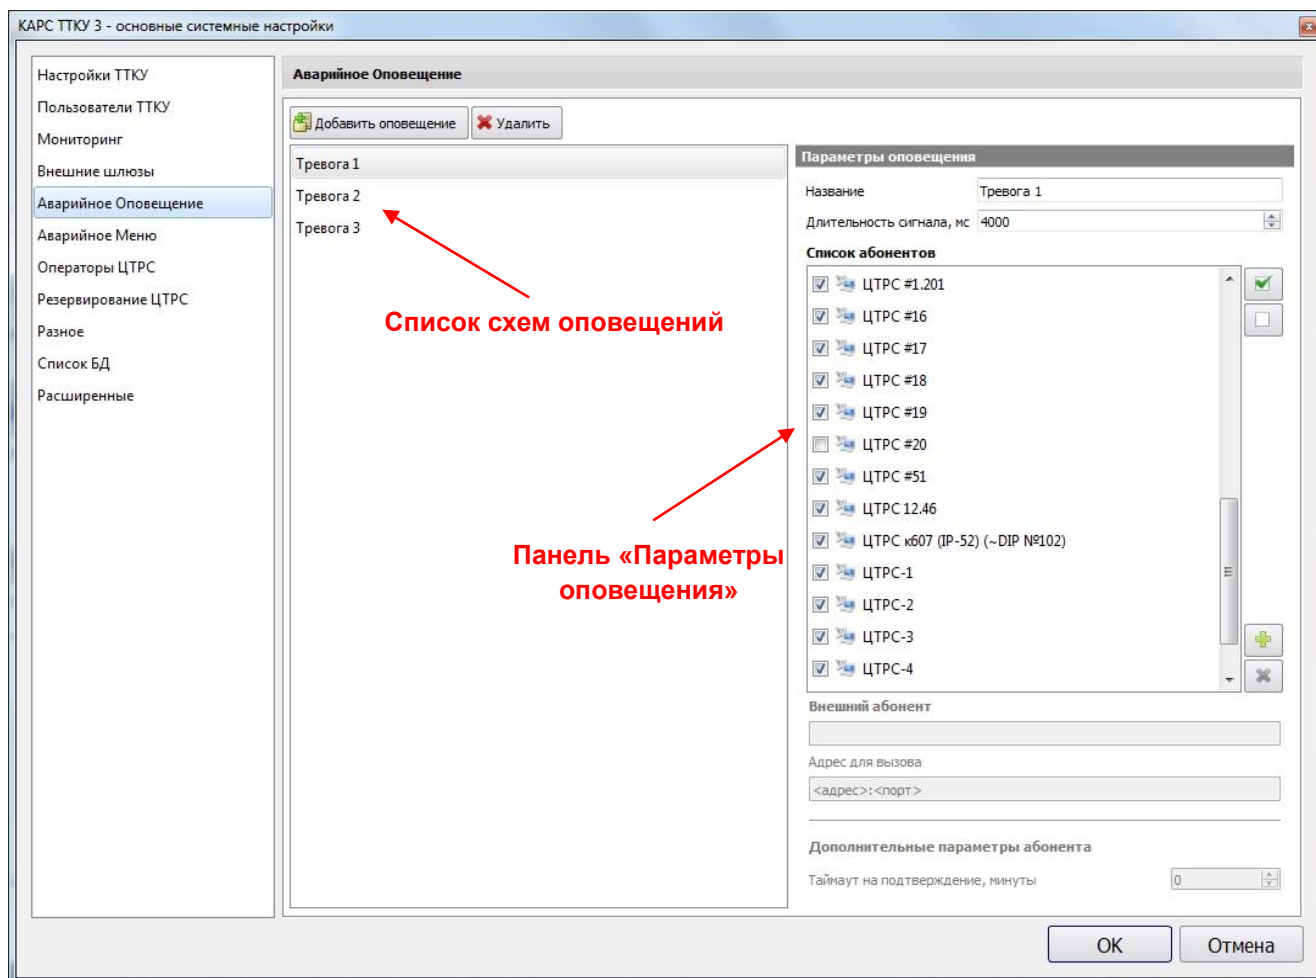 КАРС ТТКУ 3 - основные системные настройки
Настройки ТТКУ
Пользователи ТТКУ
Мониторинг
Внешние шлюзы
Аварийное Оповещение
Аварийное Меню
Операторы ЦТРС
Резервирование ЦТРС
Разное
Список БД
Расширенные
Аварийное Оповещение
Добавить оповещение
Удалить
Тревога 1
Тревога 2
Тревога 3
Список схем оповещений
Панель «Параметры
оповещения»
Параметры оповещения
Название Тревога 1
Длительность сигнала, мс 4000
Список абонентов
ЦТРС #1.201
ЦТРС #16
ЦТРС #17
ЦТРС #18
ЦТРС #19
ЦТРС #20
ЦТРС #51
ЦТРС 12.46
ЦТРС к607 (IP-52) (~DIP №102)
ЦТРС-1
ЦТРС-2
ЦТРС-3
ЦТРС-4
Внешний абонент
Адрес для вызова
<адрес>:<порт>
Дополнительные параметры абонента
Таймаут на подтверждение, минуты 0
OK Отмена